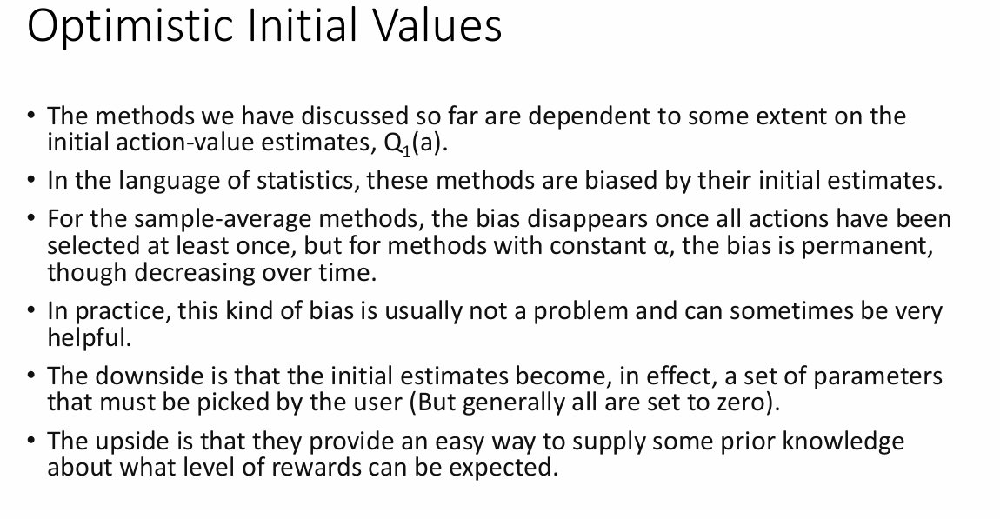 Optimistic Initial Values
• The methods we have discussed so far are dependent to some extent on the
initial action-value estimates, Q₁(a).
• In the language of statistics, these methods are biased by their initial estimates.
• For the sample-average methods, the bias disappears once all actions have been
selected at least once, but for methods with constant α, the bias is permanent,
though decreasing over time.
• In practice, this kind of bias is usually not a problem and can sometimes be very
helpful.
• The downside is that the initial estimates become, in effect, a set of parameters
that must be picked by the user (But generally all are set to zero).
• The upside is that they provide an easy way to supply some prior knowledge
about what level of rewards can be expected.